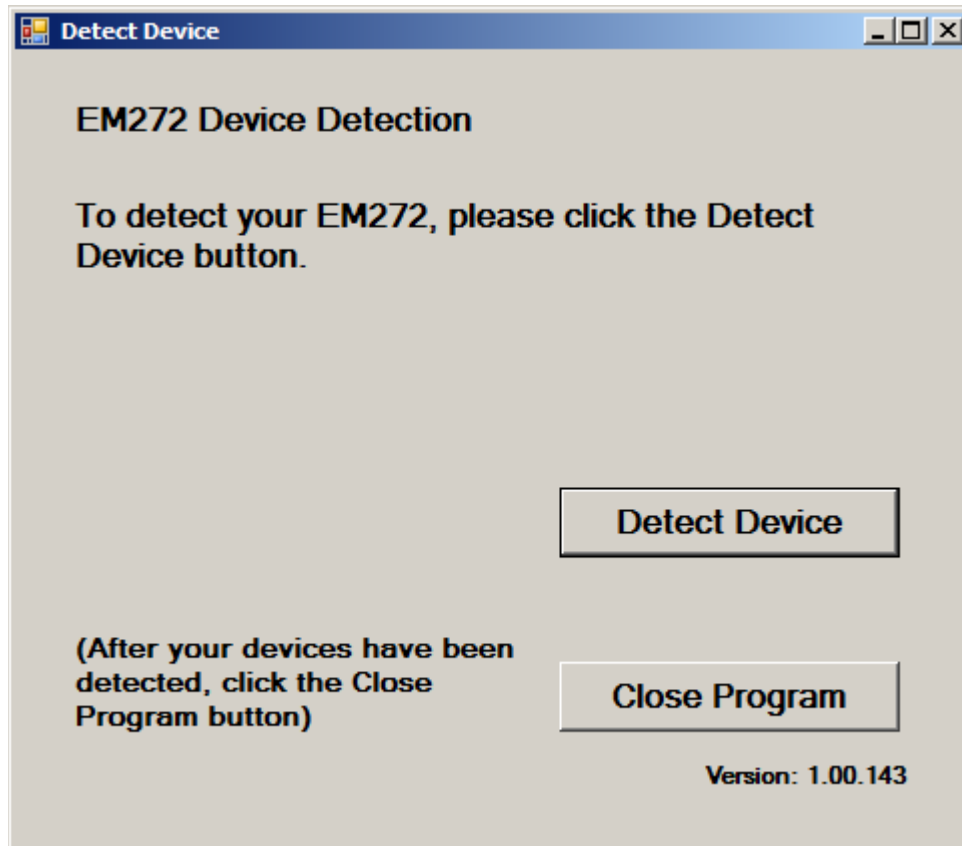 Detect Device
EM272 Device Detection
To detect your EM272, please click the Detect
Device button.
Detect Device
(After your devices have been
detected, click the Close
Program button)
Close Program
Version: 1.00.143